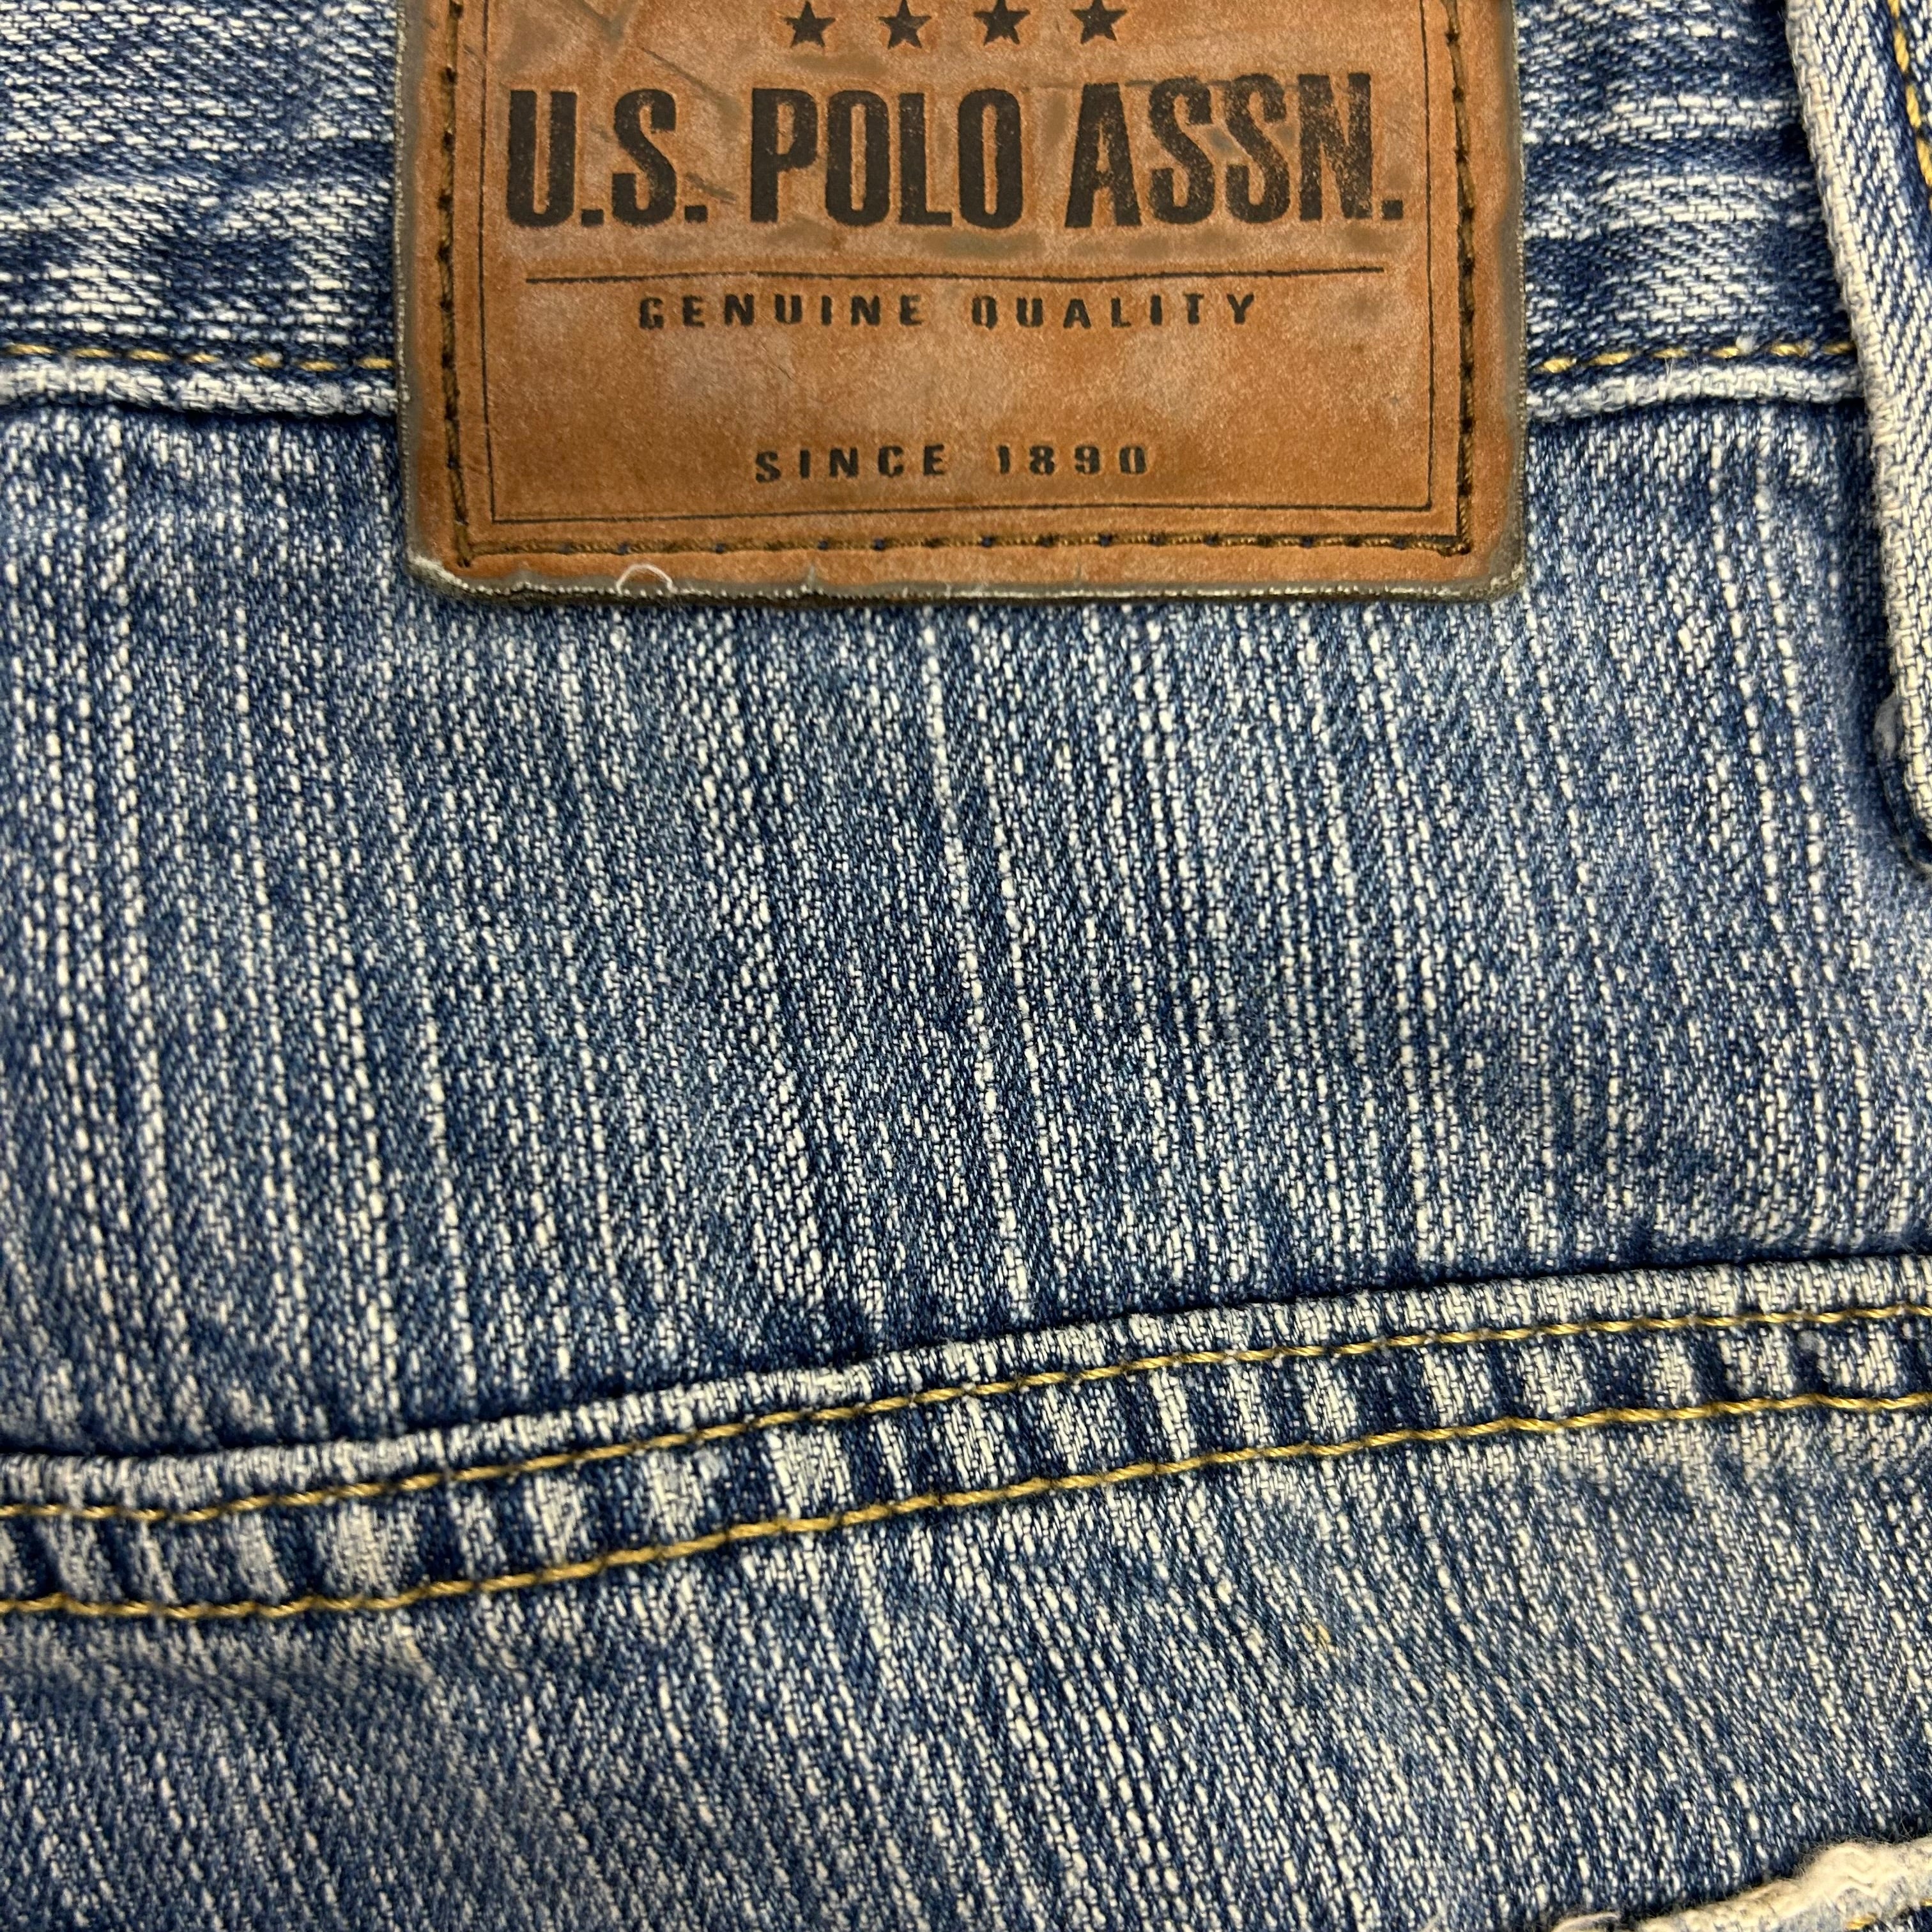 U.S. POLO ASSN.
GENUINE QUALITY
SINCE 1890